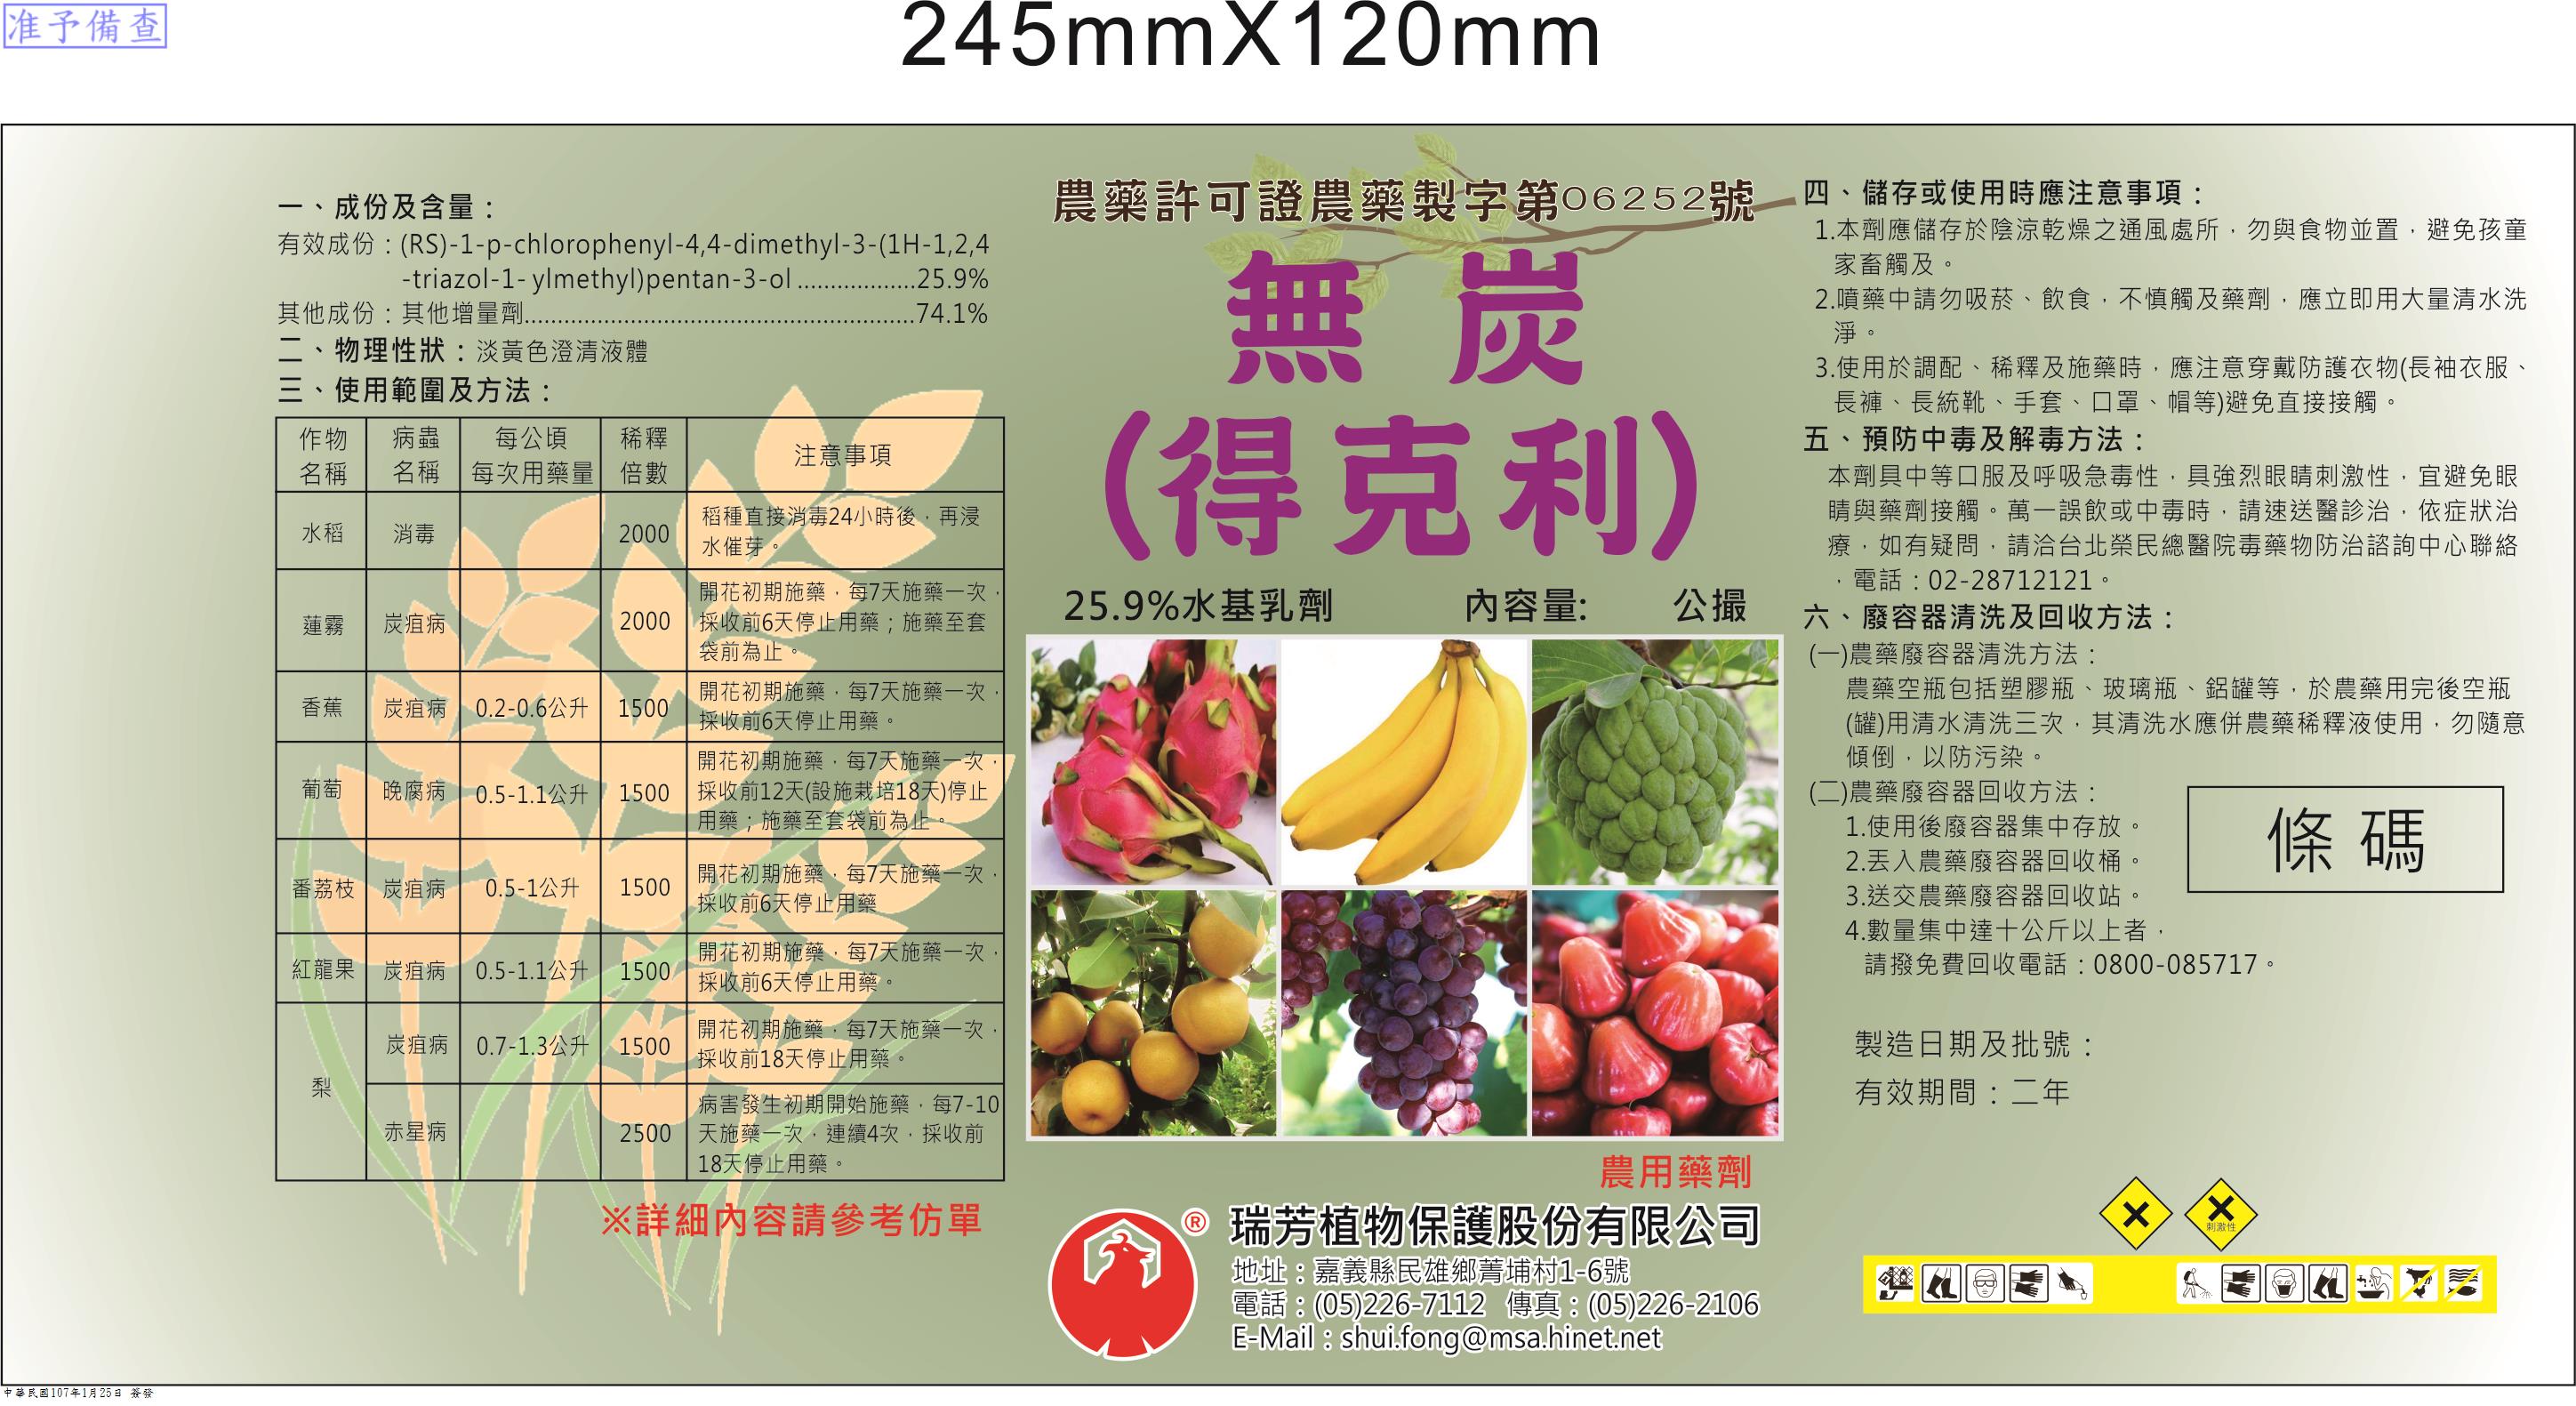 准予備查
245mmX120mm
一、成份及含量：
有效成份：(RS)-1-p-chlorophenyl-4,4-dimethyl-3-(1H-1,2,4
-triazol-1- ylmethyl)pentan-3-ol ..................25.9%
其他成份：其他增量劑...........................................................74.1%
二、物理性狀：淡黃色澄清液體
三、使用範圍及方法：
作物名稱 病蟲名稱 每公頃每次用藥量 稀釋倍數 注意事項
水稻 消毒 2000 稻種直接消毒24小時後，再浸
水催芽。
蓮霧 炭疽病 2000 開花初期施藥，每7天施藥一次，
採收前6天停止用藥；施藥至套
袋前為止。
香蕉 炭疽病 0.2-0.6公升 1500 開花初期施藥，每7天施藥一次，
採收前6天停止用藥。
葡萄 晚腐病 0.5-1.1公升 1500 開花初期施藥，每7天施藥一次，
採收前12天(設施栽培18天)停止
用藥；施藥至套袋前為止。
番荔枝 炭疽病 0.5-1公升 1500 開花初期施藥，每7天施藥一次，
採收前6天停止用藥
紅龍果 炭疽病 0.5-1.1公升 1500 開花初期施藥，每7天施藥一次，
採收前6天停止用藥。
梨 炭疽病 0.7-1.3公升 1500 開花初期施藥，每7天施藥一次，
採收前18天停止用藥。
赤星病 2500 病害發生初期開始施藥，每7-10
天施藥一次，連續4次，採收前
18天停止用藥。
※詳細內容請參考仿單
農藥許可證農藥製字第06252號
無 炭
(得克利)
25.9%水基乳劑 內容量: 公撮
農用藥劑
® 瑞芳植物保護股份有限公司
地址：嘉義縣民雄鄉菁埔村1-6號
電話：(05)226-7112 傳真：(05)226-2106
E-Mail：shui.fong@msa.hinet.net
四、儲存或使用時應注意事項：
1.本劑應儲存於陰涼乾燥之通風處所，勿與食物並置，避免孩童
家畜觸及。
2.噴藥中請勿吸菸、飲食，不慎觸及藥劑，應立即用大量清水洗
淨。
3.使用於調配、稀釋及施藥時，應注意穿戴防護衣物(長袖衣服、
長褲、長統靴、手套、口罩、帽等)避免直接接觸。
五、預防中毒及解毒方法：
本劑具中等口服及呼吸急毒性，具強烈眼睛刺激性，宜避免眼
睛與藥劑接觸。萬一誤飲或中毒時，請速送醫診治，依症狀治
療，如有疑問，請洽台北榮民總醫院毒藥物防治諮詢中心聯絡
，電話：02-28712121。
六、廢容器清洗及回收方法：
(一)農藥廢容器清洗方法：
農藥空瓶包括塑膠瓶、玻璃瓶、鋁罐等，於農藥用完後空瓶
(罐)用清水清洗三次，其清洗水應併農藥稀釋液使用，勿隨意
傾倒，以防污染。
(二)農藥廢容器回收方法：
1.使用後廢容器集中存放。
2.丟入農藥廢容器回收桶。
3.送交農藥廢容器回收站。
4.數量集中達十公斤以上者，
請撥免費回收電話：0800-085717。
條 碼
製造日期及批號：
有效期間：二年
刺激性
中華民國107年1月25日 簽發